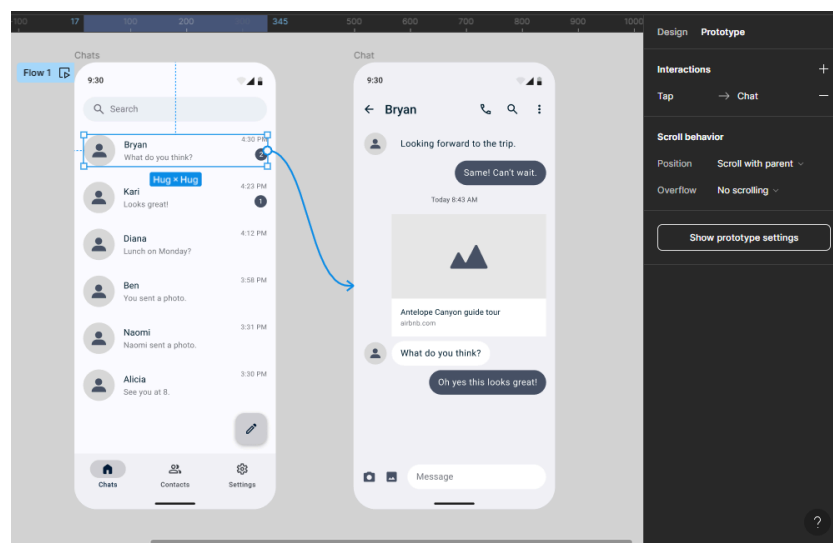 100 17 100 200 345 500 600 700 800 900 1000
Design Prototype
Interactions
Tap → Chat
Scroll behavior
Position Scroll with parent
Overflow No scrolling
Show prototype settings
?
Flow 1
Chats
9:30
Search
Bryan 4:30 PM
What do you think? 2
Hug × Hug
Kari 4:23 PM
Looks great! 1
Diana 4:12 PM
Lunch on Monday?
Ben 3:58 PM
You sent a photo.
Naomi 3:31 PM
Naomi sent a photo.
Alicia 3:30 PM
See you at 8.
Chats Contacts Settings
Chat
9:30
Bryan
Looking forward to the trip.
Same! Can't wait.
Today 8:43 AM
Antelope Canyon guide tour
airbnb.com
What do you think?
Oh yes this looks great!
Message